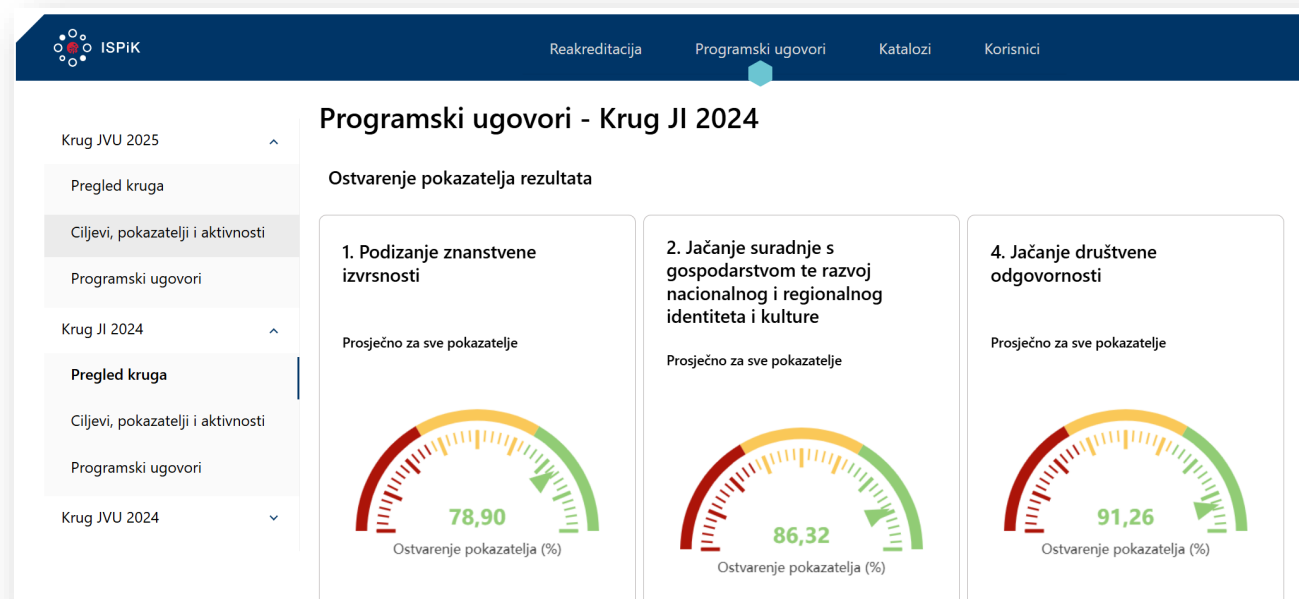 ISPiK
Reakreditacija
Programski ugovori
Katalozi
Korisnici
Krug JVU 2025
Pregled kruga
Ciljevi, pokazatelji i aktivnosti
Programski ugovori
Krug JI 2024
Pregled kruga
Ciljevi, pokazatelji i aktivnosti
Programski ugovori
Krug JVU 2024
Programski ugovori - Krug JI 2024
Ostvarenje pokazatelja rezultata
1. Podizanje znanstvene
izvrsnosti
Prosječno za sve pokazatelje
78,90
Ostvarenje pokazatelja (%)
2. Jačanje suradnje s
gospodarstvom te razvoj
nacionalnog i regionalnog
identiteta i kulture
Prosječno za sve pokazatelje
86,32
Ostvarenje pokazatelja (%)
4. Jačanje društvene
odgovornosti
Prosječno za sve pokazatelje
91,26
Ostvarenje pokazatelja (%)